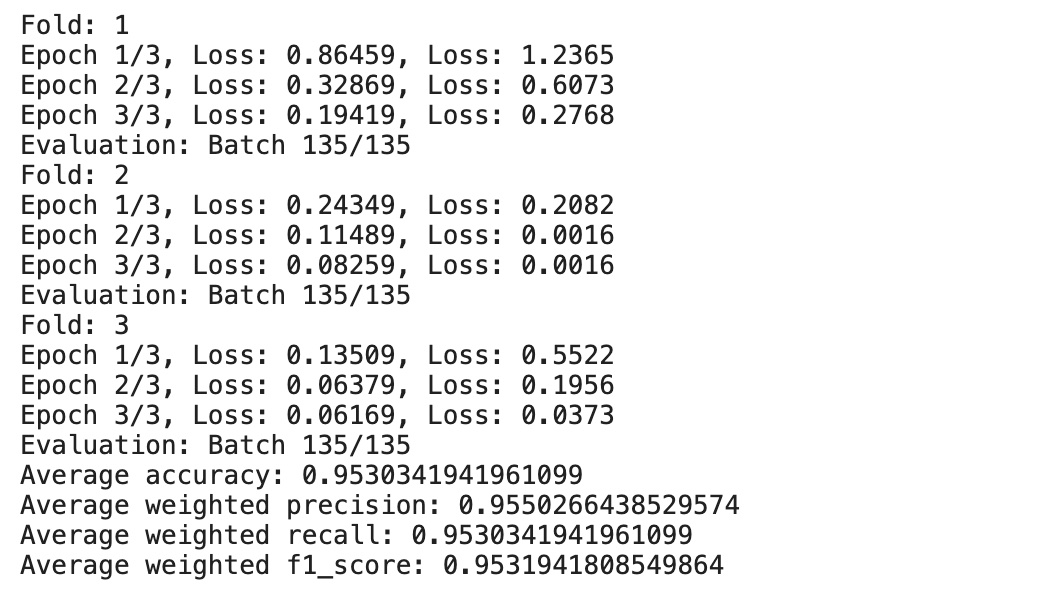 Fold: 1
Epoch 1/3, Loss: 0.86459, Loss: 1.2365
Epoch 2/3, Loss: 0.32869, Loss: 0.6073
Epoch 3/3, Loss: 0.19419, Loss: 0.2768
Evaluation: Batch 135/135
Fold: 2
Epoch 1/3, Loss: 0.24349, Loss: 0.2082
Epoch 2/3, Loss: 0.11489, Loss: 0.0016
Epoch 3/3, Loss: 0.08259, Loss: 0.0016
Evaluation: Batch 135/135
Fold: 3
Epoch 1/3, Loss: 0.13509, Loss: 0.5522
Epoch 2/3, Loss: 0.06379, Loss: 0.1956
Epoch 3/3, Loss: 0.06169, Loss: 0.0373
Evaluation: Batch 135/135
Average accuracy: 0.9530341941961099
Average weighted precision: 0.9550266438529574
Average weighted recall: 0.9530341941961099
Average weighted f1_score: 0.9531941808549864